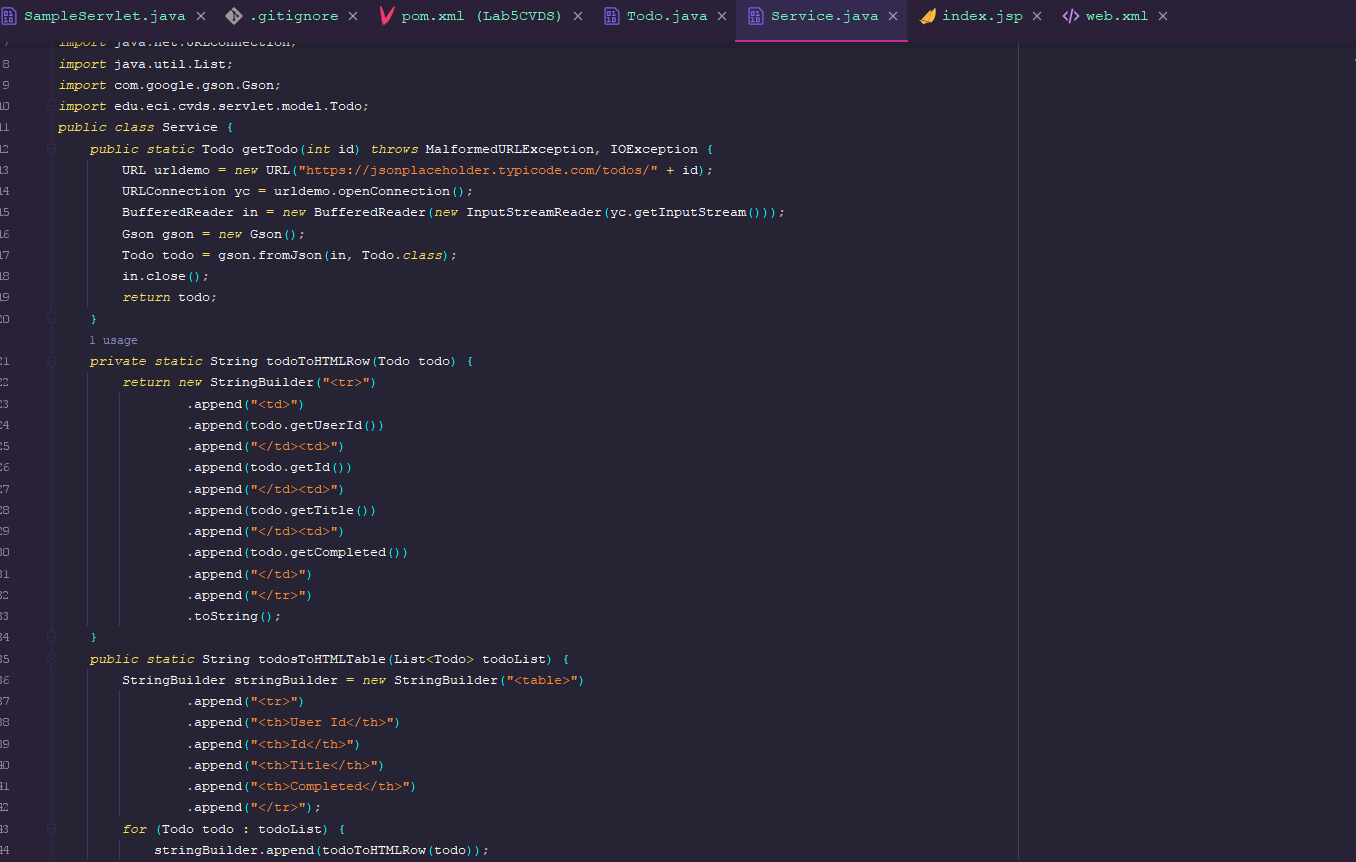 SampleServlet.java × .gitignore × pom.xml (Lab5CVDS) × Todo.java × Service.java × index.jsp × </> web.xml ×
7 import java.net.URLConnection;
8 import java.util.List;
9 import com.google.gson.Gson;
10 import edu.eci.cvds.servlet.model.Todo;
11 public class Service {
12 public static Todo getTodo(int id) throws MalformedURLException, IOException {
13 URL urldemo = new URL("https://jsonplaceholder.typicode.com/todos/" + id);
14 URLConnection yc = urldemo.openConnection();
15 BufferedReader in = new BufferedReader(new InputStreamReader(yc.getInputStream()));
16 Gson gson = new Gson();
17 Todo todo = gson.fromJson(in, Todo.class);
18 in.close();
19 return todo;
20 }
1 usage
21 private static String todoToHTMLRow(Todo todo) {
22 return new StringBuilder("<tr>")
23 .append("<td>")
24 .append(todo.getUserId())
25 .append("</td><td>")
26 .append(todo.getId())
27 .append("</td><td>")
28 .append(todo.getTitle())
29 .append("</td><td>")
30 .append(todo.getCompleted())
31 .append("</td>")
32 .append("</tr>")
33 .toString();
34 }
35 public static String todosToHTMLTable(List<Todo> todoList) {
36 StringBuilder stringBuilder = new StringBuilder("<table>")
37 .append("<tr>")
38 .append("<th>User Id</th>")
39 .append("<th>Id</th>")
40 .append("<th>Title</th>")
41 .append("<th>Completed</th>")
42 .append("</tr>");
43 for (Todo todo : todoList) {
44 stringBuilder.append(todoToHTMLRow(todo));